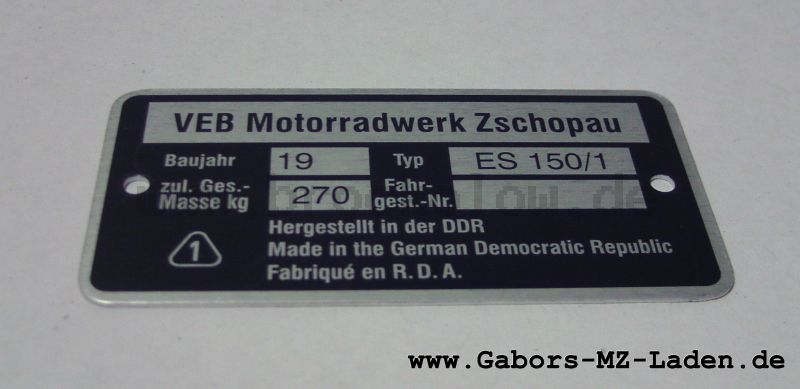 VEB Motorradwerk Zschopau
Baujahr 19 Typ ES 150/1
zul. Ges.- Masse kg 270 Fahr- gest.-Nr.
1
Hergestellt in der DDR
Made in the German Democratic Republic
Fabriqué en R.D.A.
www.Gabors-MZ-Laden.de